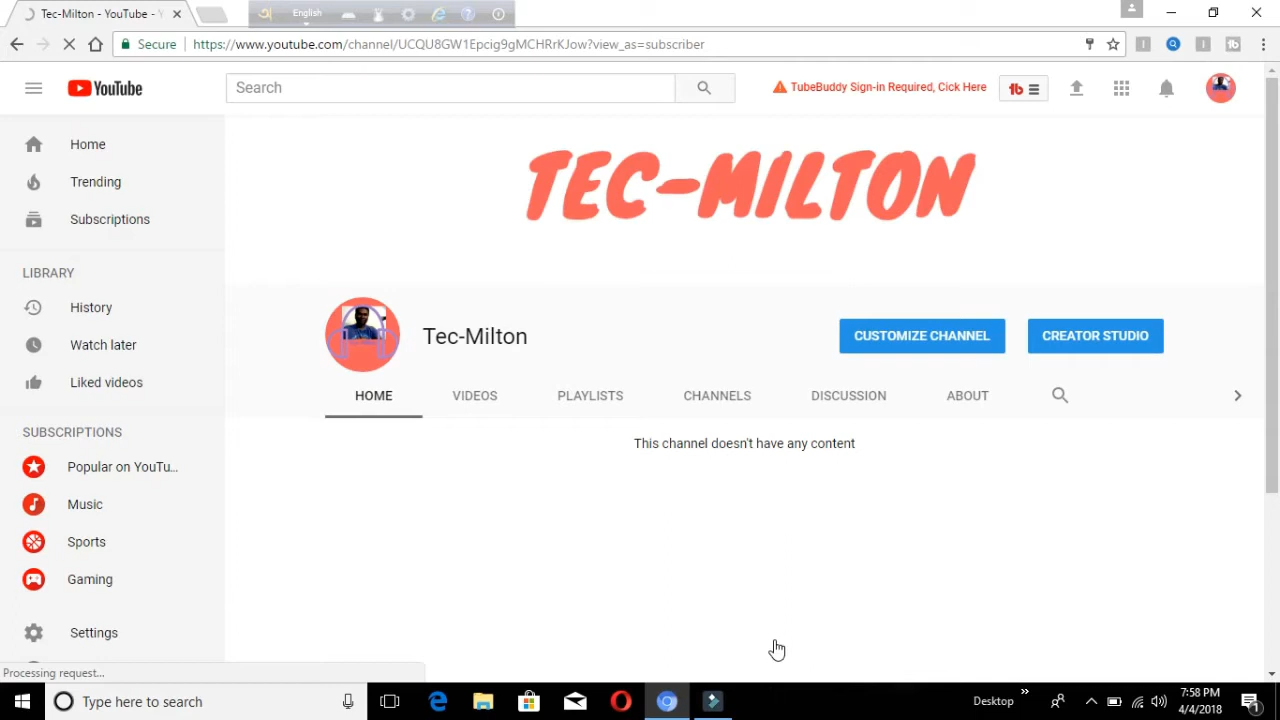 Tec-Milton - YouTube -
English
Secure
https://www.youtube.com/channel/UCQU8GW1Epcig9gMCHRrKJow?view_as=subscriber
YouTube
Search
TubeBuddy Sign-in Required, Cick Here
tb
TEC-MILTON
Home
Trending
Subscriptions
LIBRARY
History
Watch later
Liked videos
SUBSCRIPTIONS
Popular on YouTu...
Music
Sports
Gaming
Settings
Tec-Milton
CUSTOMIZE CHANNEL
CREATOR STUDIO
HOME
VIDEOS
PLAYLISTS
CHANNELS
DISCUSSION
ABOUT
This channel doesn't have any content
Processing request...
Type here to search
Desktop
7:58 PM
4/4/2018